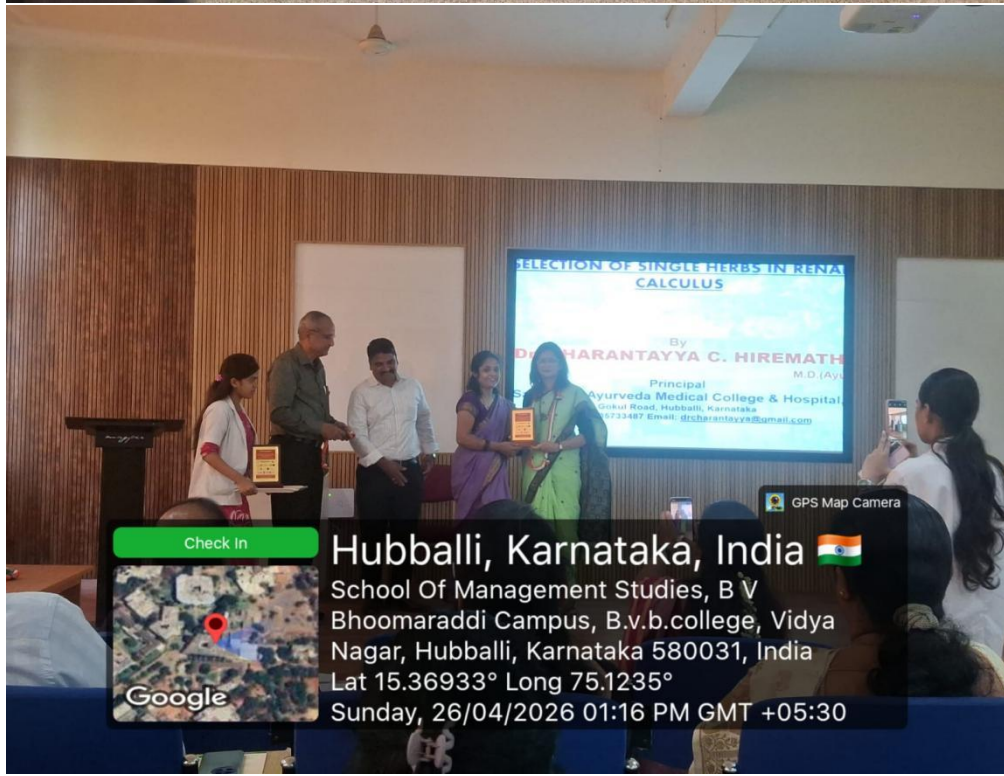 SELECTION OF SINGLE HERBS IN RENA
CALCULUS
By
HARANTAYYA C. HIREMATH
M.D.(Ayu
Principal
Ayurveda Medical College & Hospital,
Gokul Road, Hubballi, Karnataka
5733487 Email: drcharantayya@gmail.com
GPS Map Camera
Check In
Hubballi, Karnataka, India
School Of Management Studies, B V
Bhoomaraddi Campus, B.v.b.college, Vidya
Nagar, Hubballi, Karnataka 580031, India
Lat 15.36933° Long 75.1235°
Sunday, 26/04/2026 01:16 PM GMT +05:30
Google